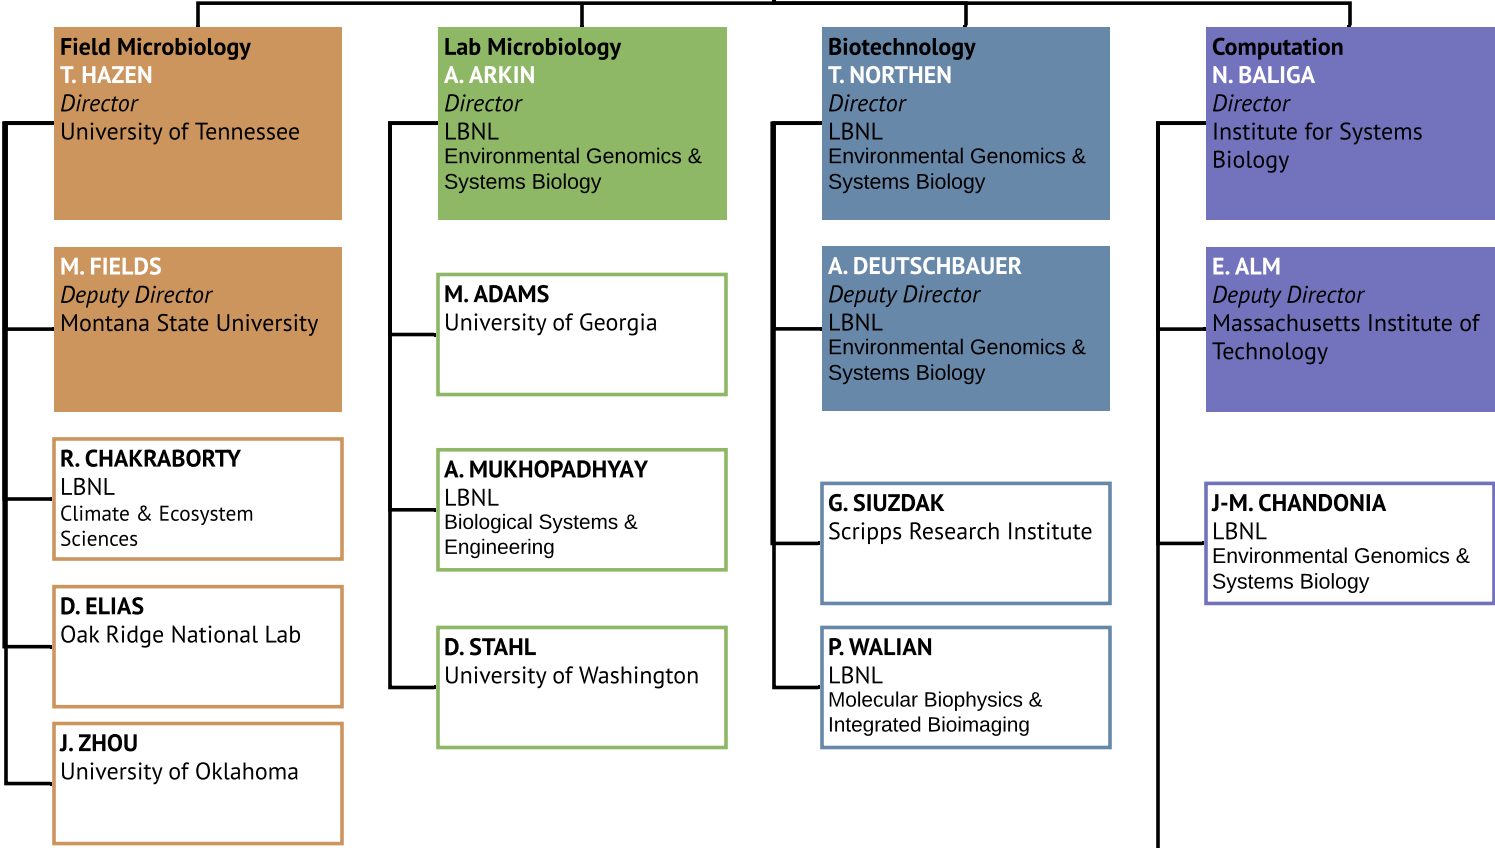 Field Microbiology
T. HAZEN
Director
University of Tennessee
M. FIELDS
Deputy Director
Montana State University
R. CHAKRABORTY
LBNL
Climate & Ecosystem
Sciences
D. ELIAS
Oak Ridge National Lab
J. ZHOU
University of Oklahoma
Lab Microbiology
A. ARKIN
Director
LBNL
Environmental Genomics &
Systems Biology
M. ADAMS
University of Georgia
A. MUKHOPADHYAY
LBNL
Biological Systems &
Engineering
D. STAHL
University of Washington
Biotechnology
T. NORTHEN
Director
LBNL
Environmental Genomics &
Systems Biology
A. DEUTSCHBAUER
Deputy Director
LBNL
Environmental Genomics &
Systems Biology
G. SIUZDAK
Scripps Research Institute
P. WALIAN
LBNL
Molecular Biophysics &
Integrated Bioimaging
Computation
N. BALIGA
Director
Institute for Systems
Biology
E. ALM
Deputy Director
Massachusetts Institute of
Technology
J-M. CHANDONIA
LBNL
Environmental Genomics &
Systems Biology